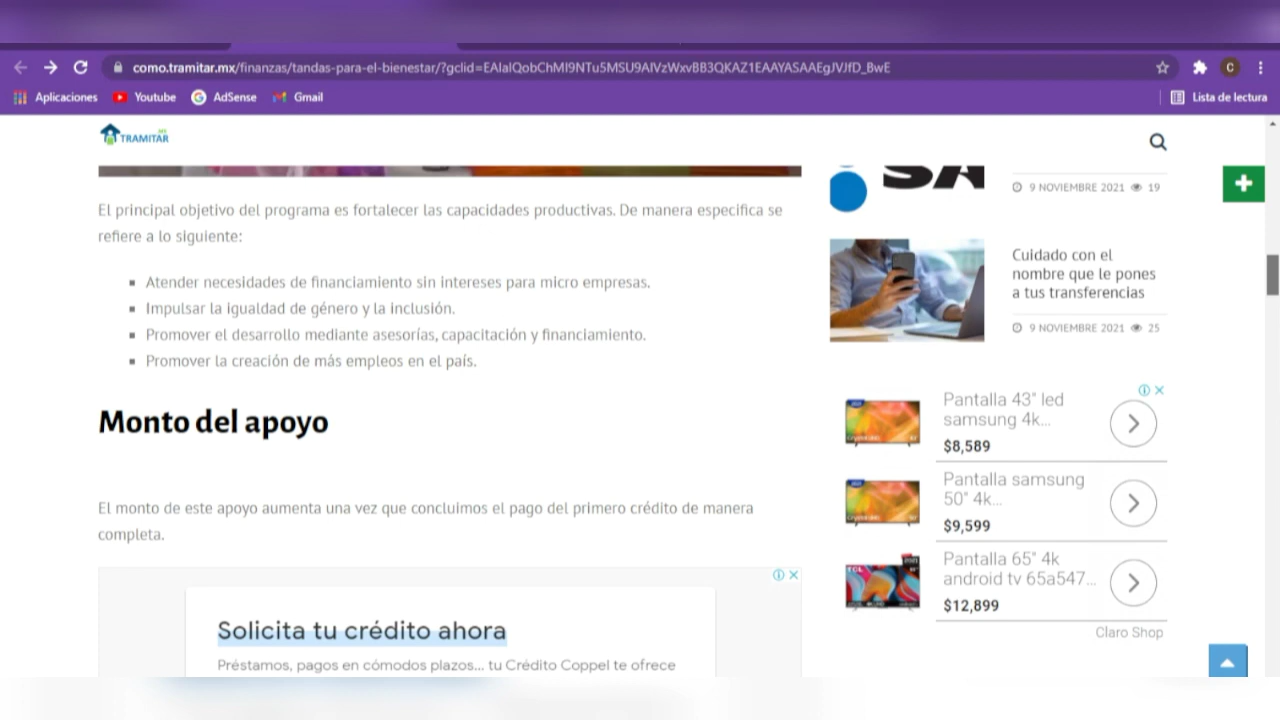 como.tramitar.mx/finanzas/tandas-para-el-bienestar/?gclid=EAIaIQobChMI9NTu5MSU9AIVzWxvBB3QKAZ1EAAYASAAEgJVJfD_BwE
C
Aplicaciones
Youtube
AdSense
Gmail
Lista de lectura
TRAMITAR
El principal objetivo del programa es fortalecer las capacidades productivas. De manera especifica se
refiere a lo siguiente:
Atender necesidades de financiamiento sin intereses para micro empresas.
Impulsar la igualdad de género y la inclusión.
Promover el desarrollo mediante asesorías, capacitación y financiamiento.
Promover la creación de más empleos en el país.
Monto del apoyo
El monto de este apoyo aumenta una vez que concluimos el pago del primero crédito de manera
completa.
Solicita tu crédito ahora
Préstamos, pagos en cómodos plazos... tu Crédito Coppel te ofrece
9 NOVIEMBRE 2021 19
Cuidado con el
nombre que le pones
a tus transferencias
9 NOVIEMBRE 2021 25
Pantalla 43" led
samsung 4k...
$8,589
Pantalla samsung
50" 4k...
$9,599
Pantalla 65" 4k
android tv 65a547...
$12,899
Claro Shop